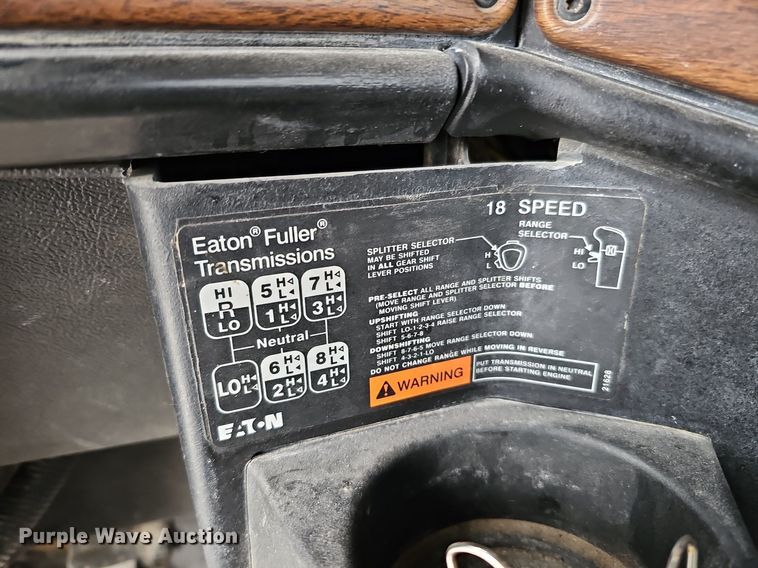 18 SPEED
Eaton® Fuller®
Transmissions
RANGE
SELECTOR
HI
LO
SPLITTER SELECTOR
MAY BE SHIFTED
IN ALL GEAR SHIFT
LEVER POSITIONS
H
L
HI
R
LO
5 H
L
7 H
L
1 H
L
3 H
L
Neutral
LO H
L
6 H
L
8 H
L
2 H
L
4 H
L
PRE-SELECT ALL RANGE AND SPLITTER SHIFTS
(MOVE RANGE AND SPLITTER SELECTOR BEFORE
MOVING SHIFT LEVER)
UPSHIFTING
START WITH RANGE SELECTOR DOWN
SHIFT LO-1-2-3-4 RAISE RANGE SELECTOR
SHIFT 5-6-7-8
DOWNSHIFTING
SHIFT 8-7-6-5 MOVE RANGE SELECTOR DOWN
SHIFT 4-3-2-1-LO
DO NOT CHANGE RANGE WHILE MOVING IN REVERSE
WARNING
PUT TRANSMISSION IN NEUTRAL
BEFORE STARTING ENGINE
21628
EATON
Purple Wave Auction®